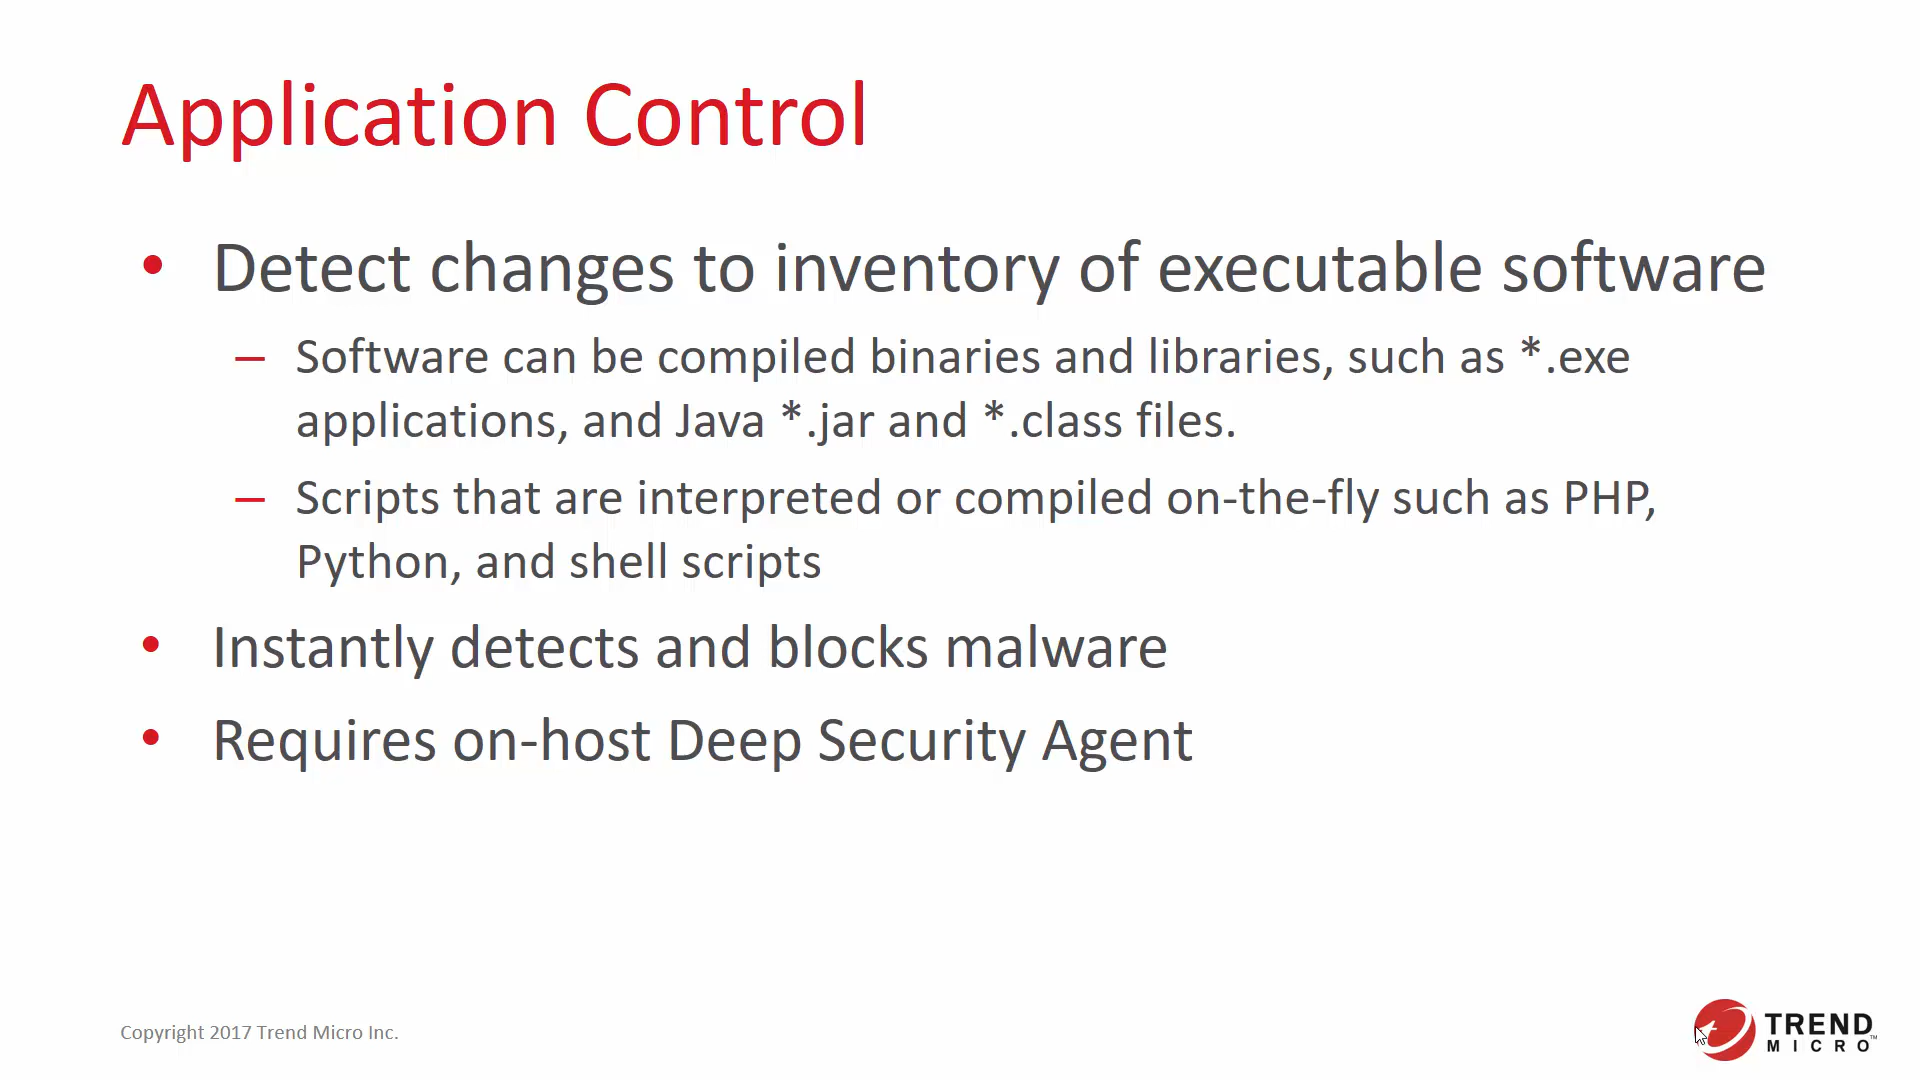 Application Control
• Detect changes to inventory of executable software
– Software can be compiled binaries and libraries, such as *.exe
applications, and Java *.jar and *.class files.
– Scripts that are interpreted or compiled on-the-fly such as PHP,
Python, and shell scripts
• Instantly detects and blocks malware
• Requires on-host Deep Security Agent
Copyright 2017 Trend Micro Inc.
TREND
MICRO™